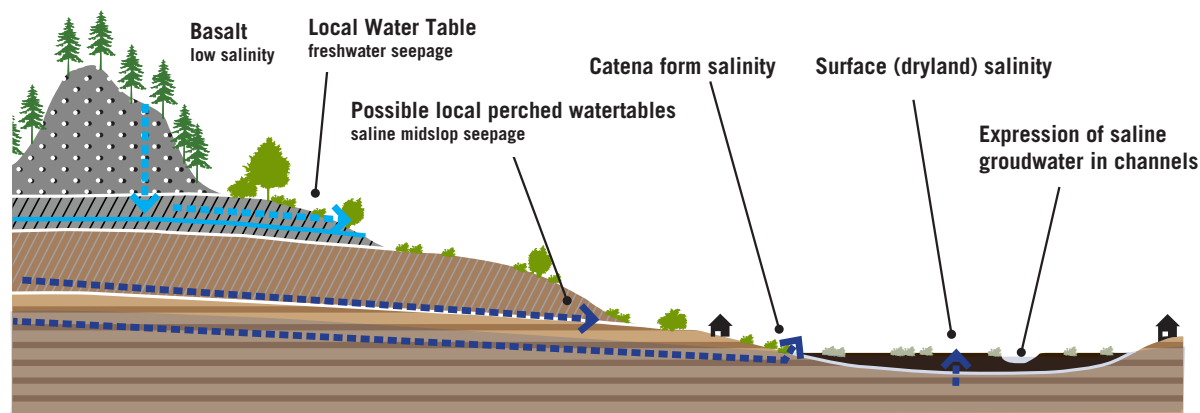 Basalt
low salinity
Local Water Table
freshwater seepage
Possible local perched watertables
saline midslop seepage
Catena form salinity
Surface (dryland) salinity
Expression of saline
groudwater in channels